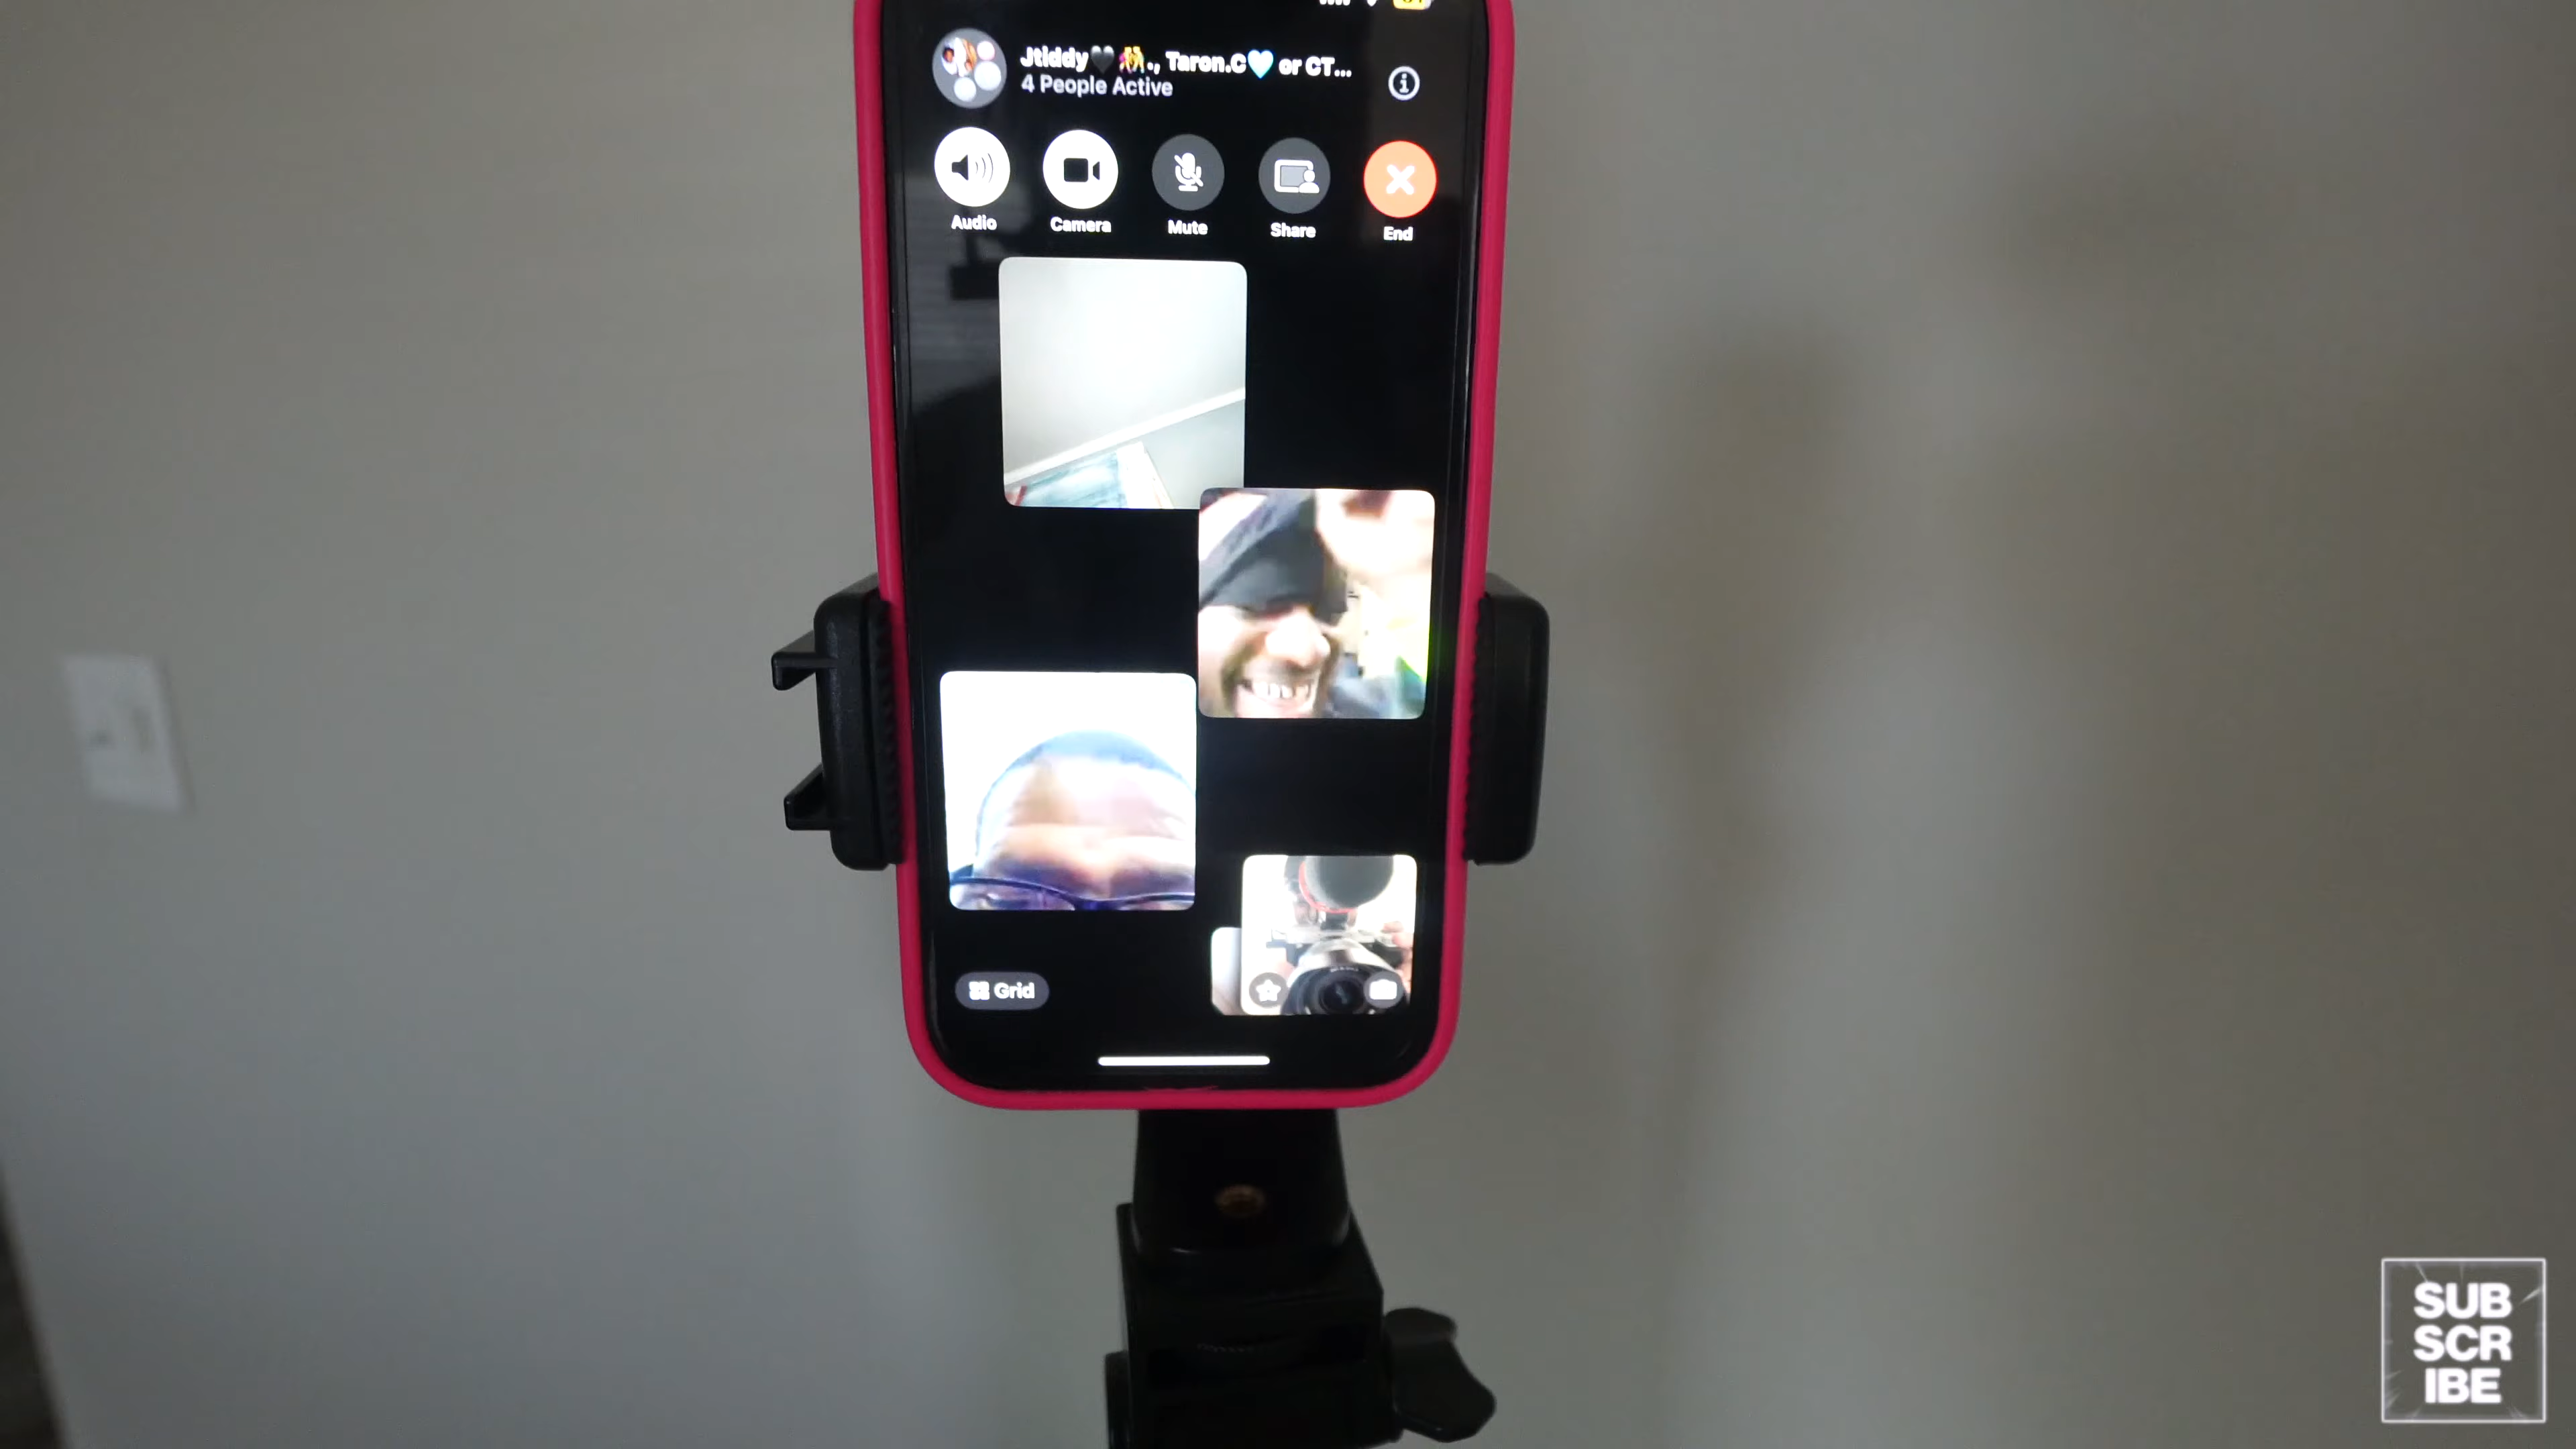 Jtiddy🖤👯., Taron.C🩵 or CT...
4 People Active
Audio
Camera
Mute
Share
End
Grid
SUB
SCR
IBE